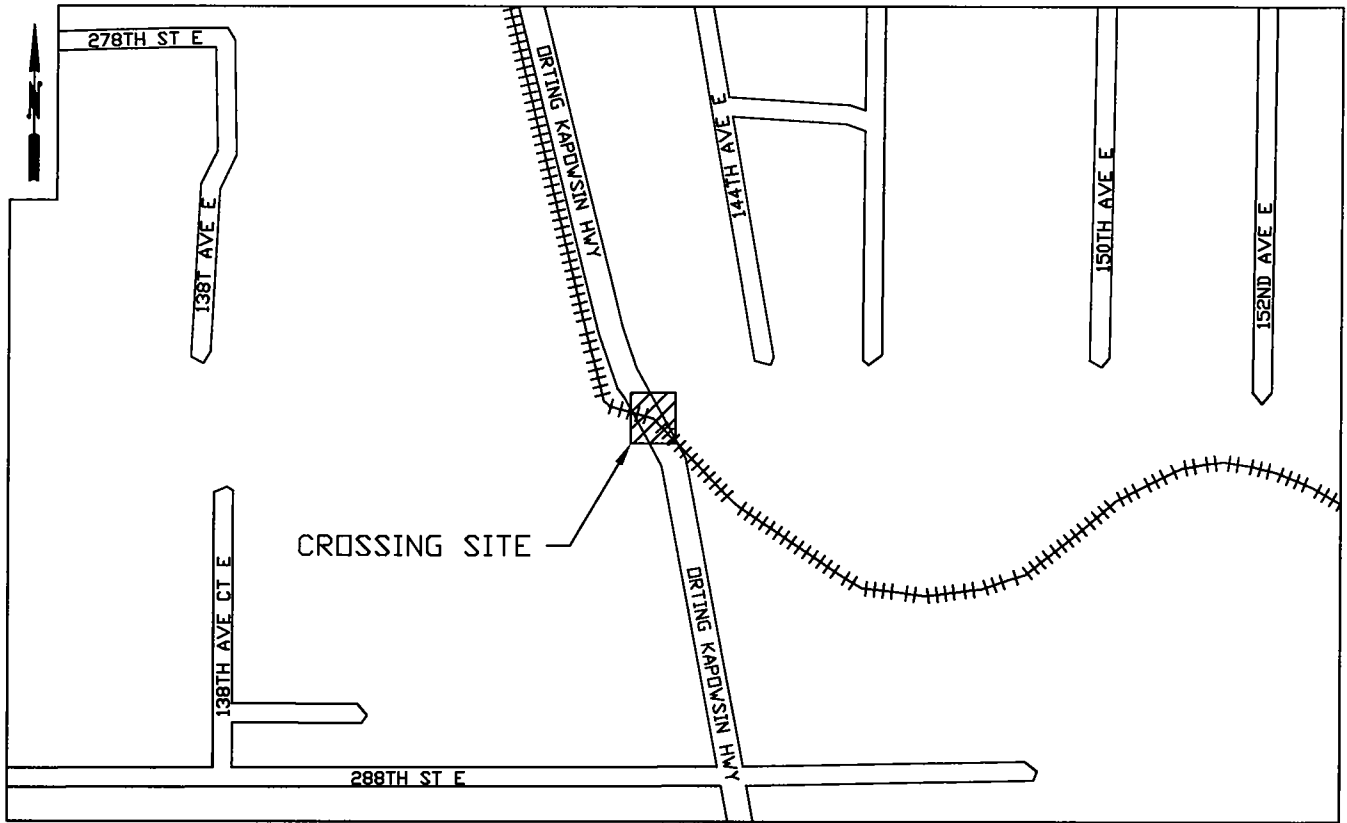 278TH ST E
N
138T AVE E
ORTING KAPOWSIN HWY
144TH AVE E
150TH AVE E
152ND AVE E
CROSSING SITE
138TH AVE CT E
ORTING KAPOWSIN HWY
288TH ST E